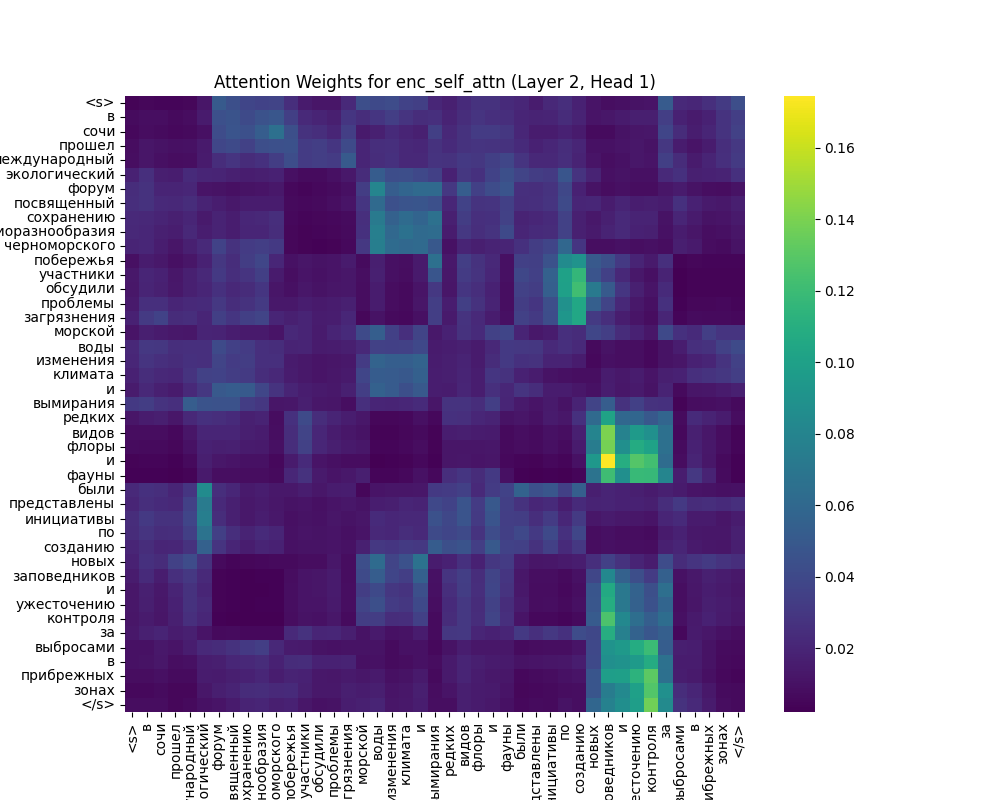 Attention Weights for enc_self_attn (Layer 2, Head 1)
<s>
в
сочи
прошел
еждународный
экологический
форум
посвященный
сохранению
иоразнообразия
черноморского
побережья
участники
обсудили
проблемы
загрязнения
морской
воды
изменения
климата
и
вымирания
редких
видов
флоры
и
фауны
были
представлены
инициативы
по
созданию
новых
заповедников
и
ужесточению
контроля
за
выбросами
в
прибрежных
зонах
</s>
0.16
0.14
0.12
0.10
0.08
0.06
0.04
0.02
<s>
в
сочи
прошел
ународный
огический
форум
вященный
охранению
нообразия
оморского
обережья
участники
обсудили
проблемы
грязнения
морской
воды
изменения
климата
и
ымирания
редких
видов
флоры
и
фауны
были
дставлены
нициативы
по
созданию
новых
оведников
и
есточению
контроля
за
выбросами
в
ибрежных
зонах
</s>